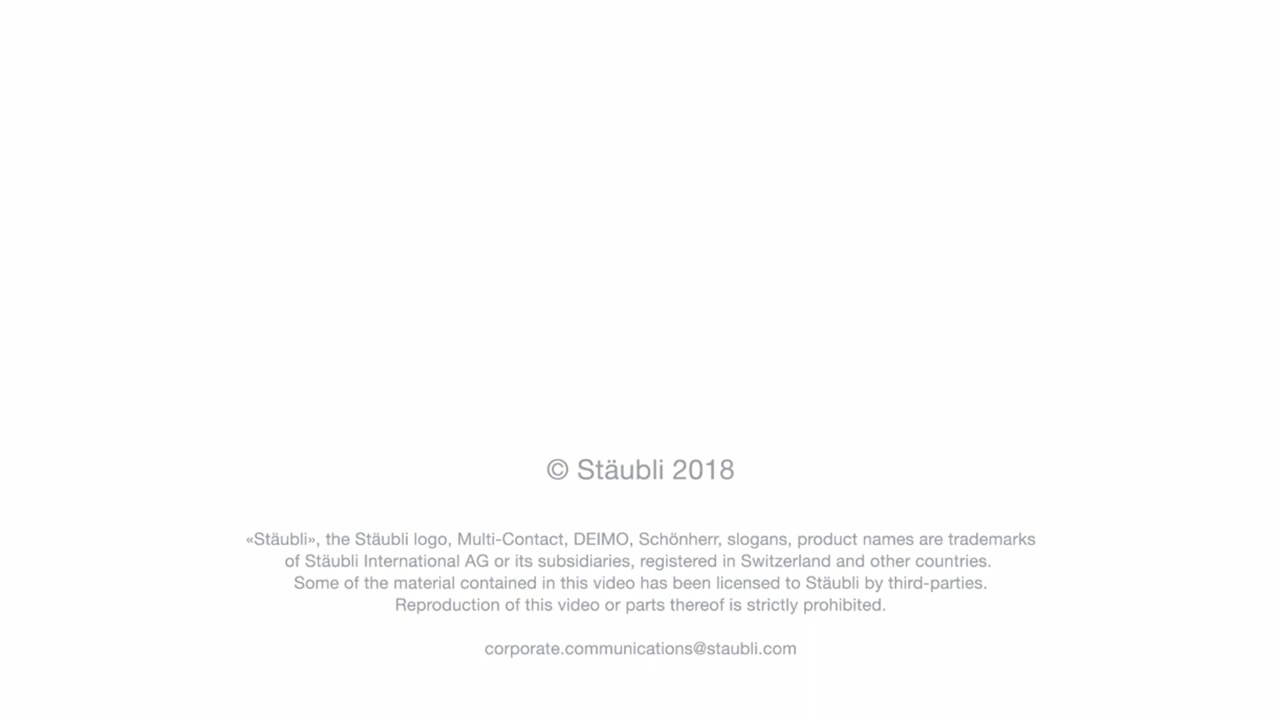 © Stäubli 2018
«Stäubli», the Stäubli logo, Multi-Contact, DEIMO, Schönherr, slogans, product names are trademarks
of Stäubli International AG or its subsidiaries, registered in Switzerland and other countries.
Some of the material contained in this video has been licensed to Stäubli by third-parties.
Reproduction of this video or parts thereof is strictly prohibited.
corporate.communications@staubli.com